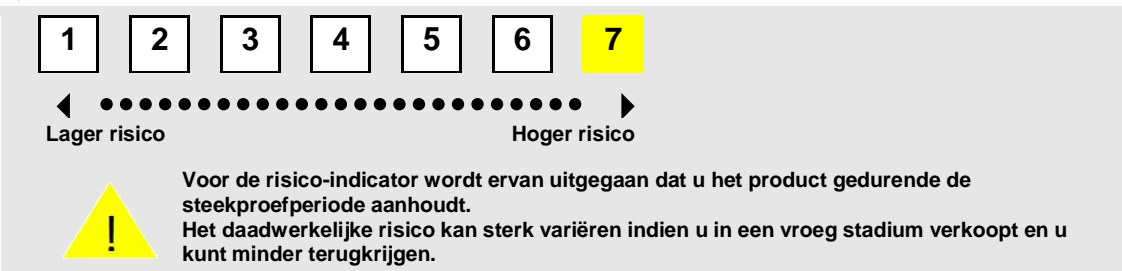 1 2 3 4 5 6 7
Lager risico Hoger risico
Voor de risico-indicator wordt ervan uitgegaan dat u het product gedurende de
steekproefperiode aanhoudt.
Het daadwerkelijke risico kan sterk variëren indien u in een vroeg stadium verkoopt en u
kunt minder terugkrijgen.
!